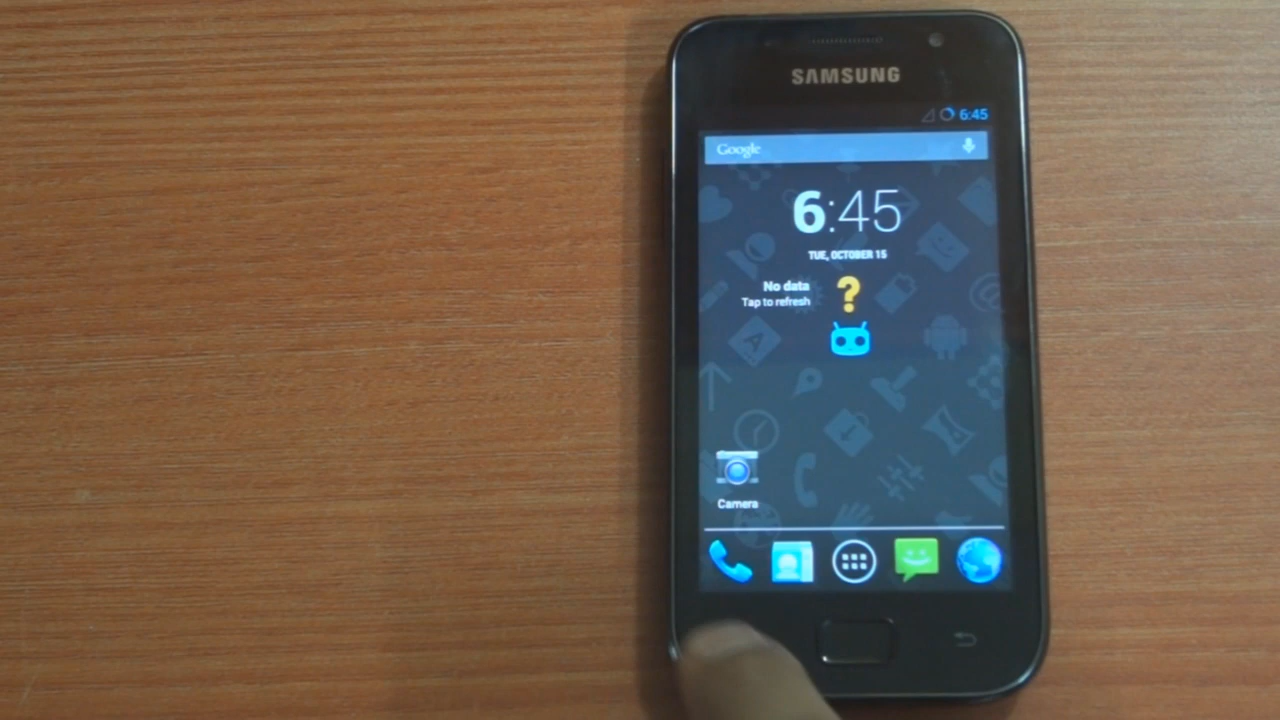 SAMSUNG
6:45
Google
6:45
TUE, OCTOBER 15
No data
Tap to refresh
?
A
@
Camera